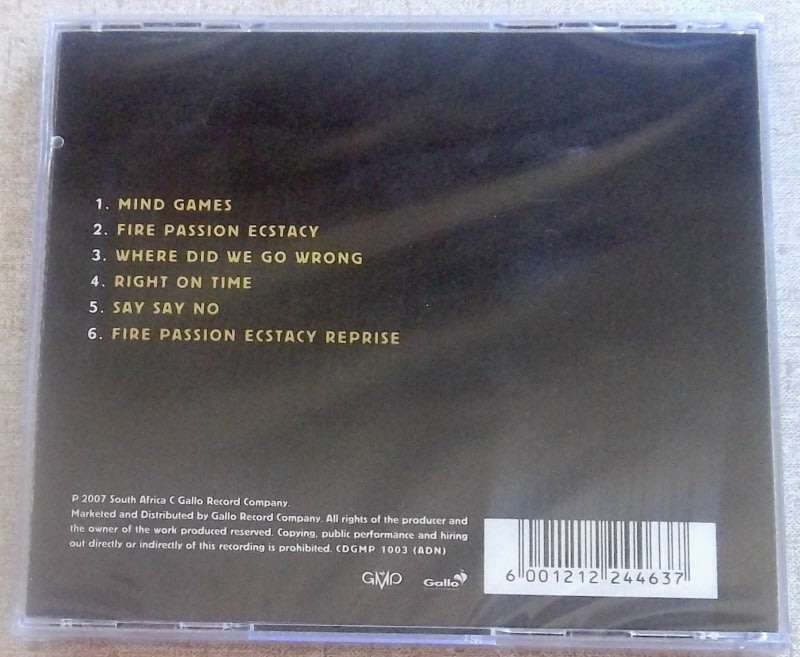 1. MIND GAMES
2. FIRE PASSION ECSTACY
3. WHERE DID WE GO WRONG
4. RIGHT ON TIME
5. SAY SAY NO
6. FIRE PASSION ECSTACY REPRISE
P 2007 South Africa C Gallo Record Company.
Marketed and Distributed by Gallo Record Company. All rights of the producer and
the owner of the work produced reserved. Copying, public performance and hiring
out directly or indirectly of this recording is prohibited. CDGMP 1003 (ADN)
GMP Gallo
6 001212 244637